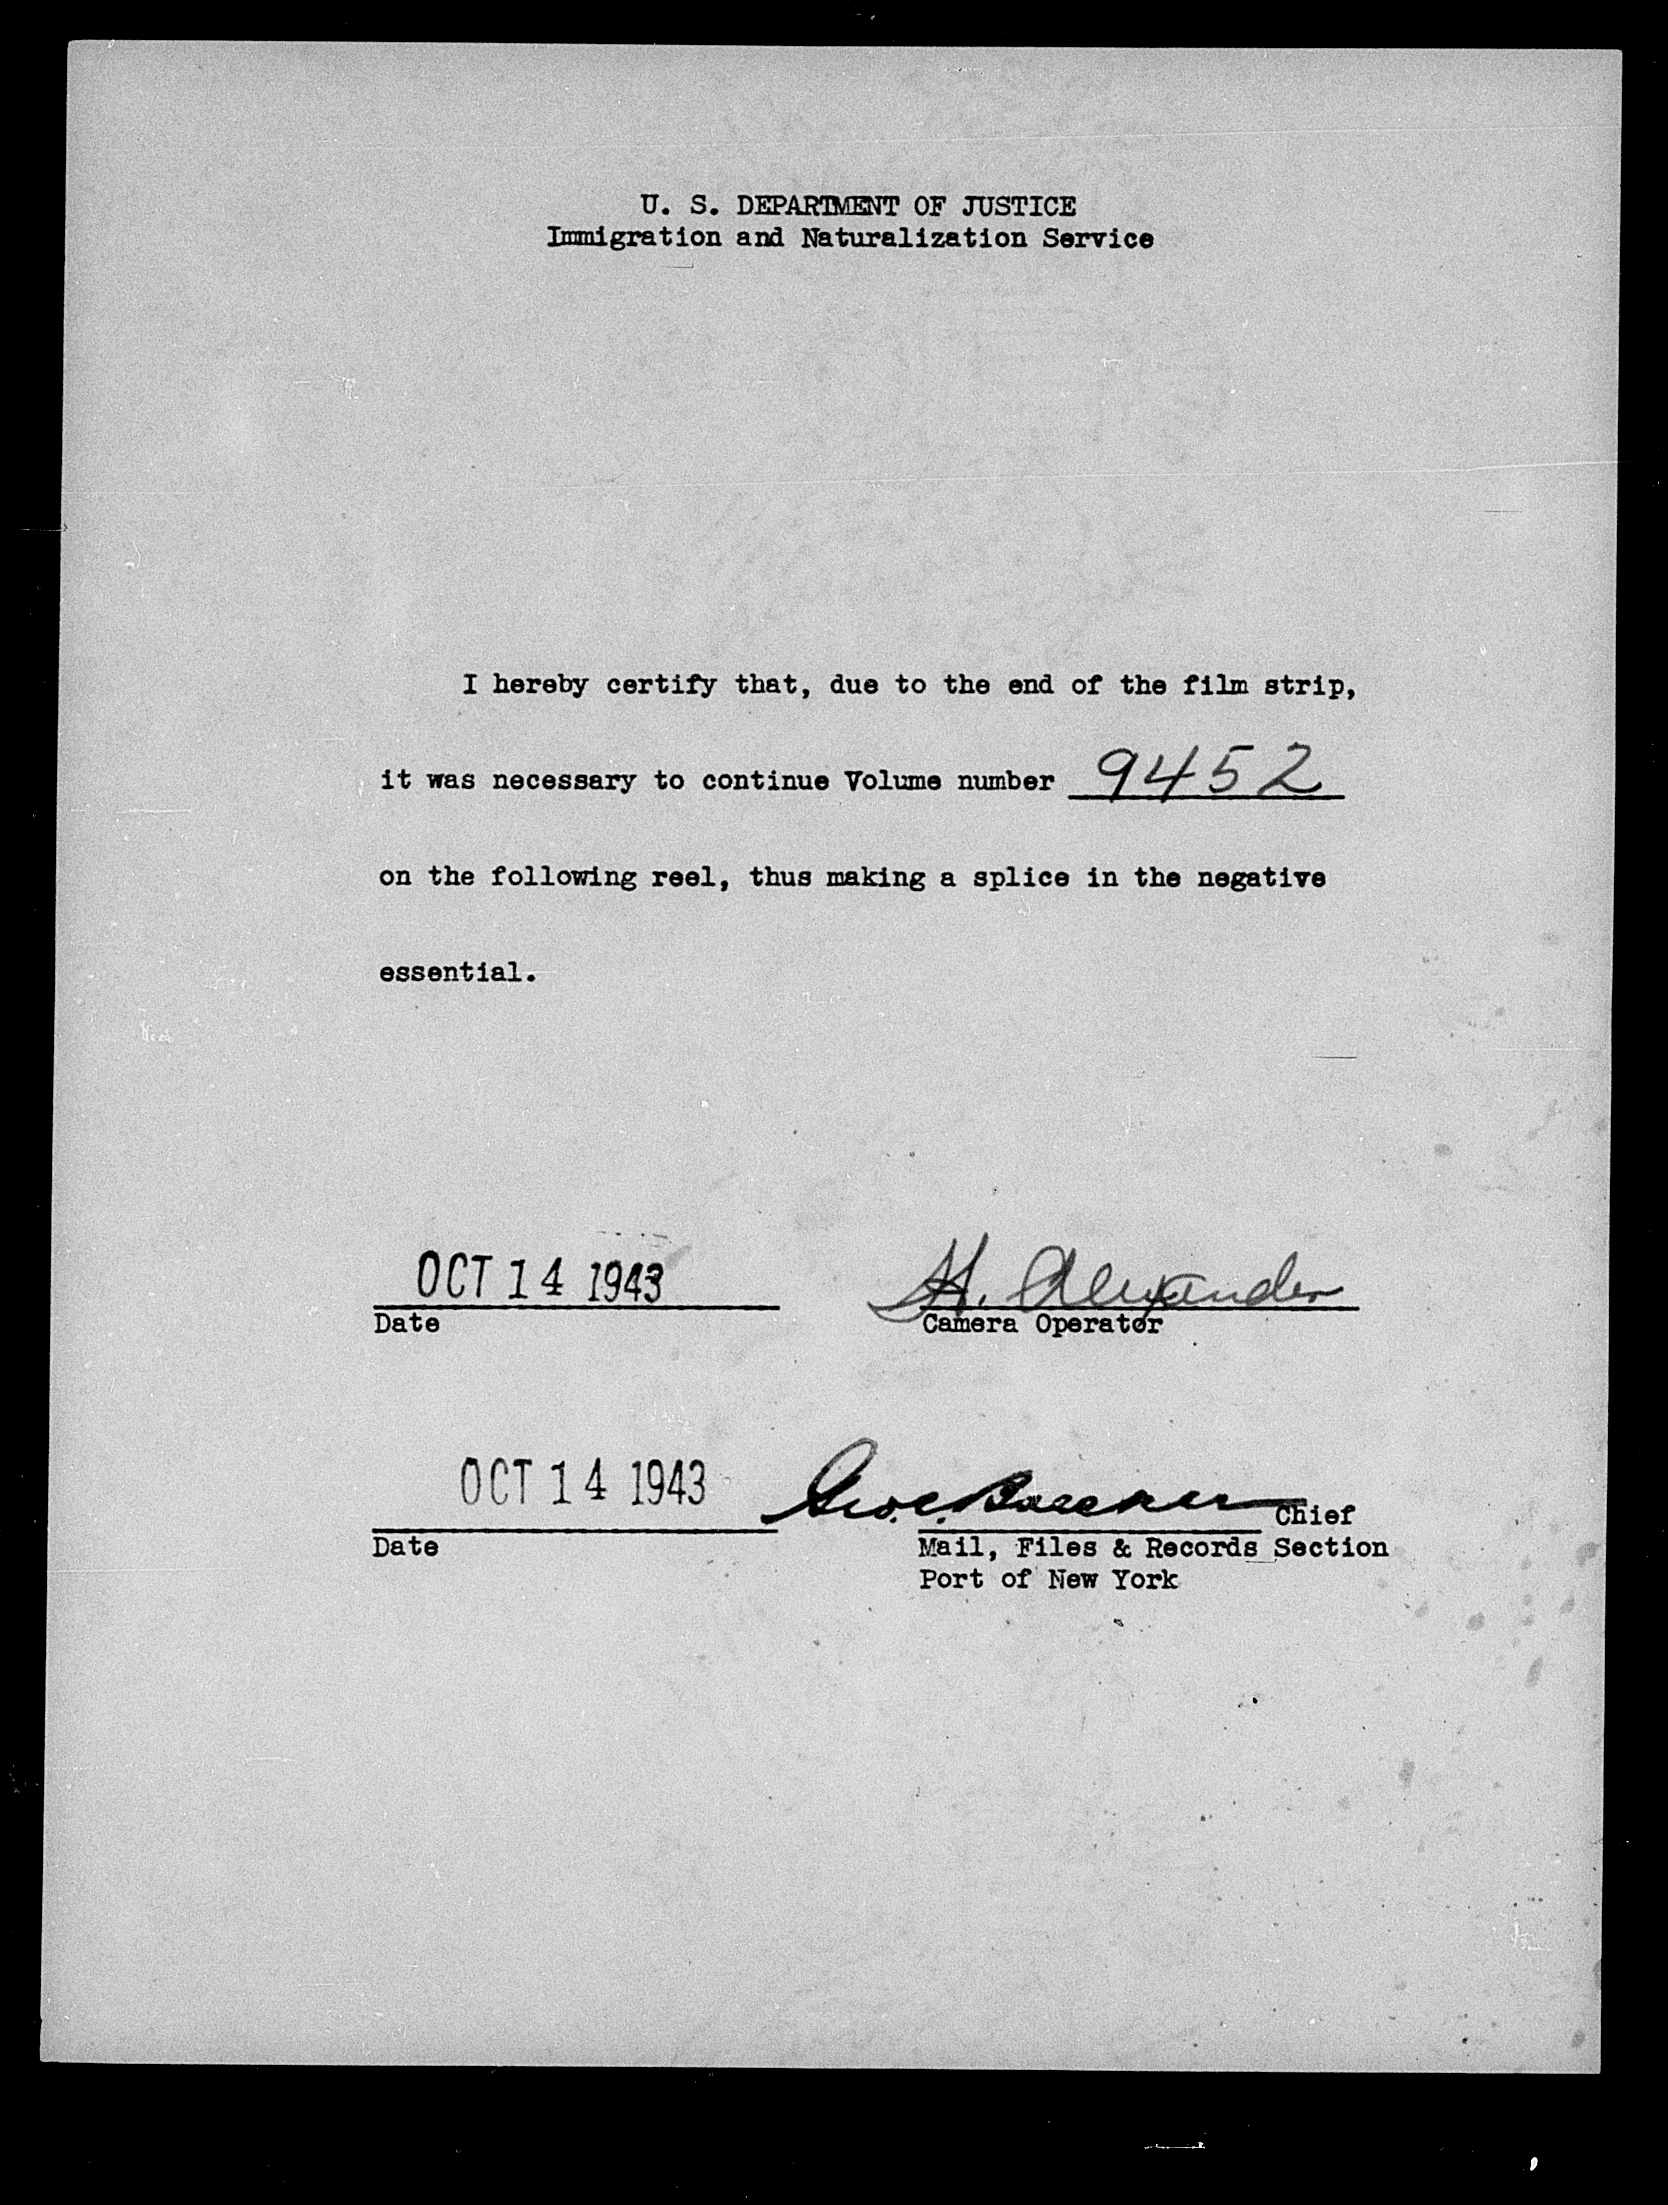 U. S. DEPARTMENT OF JUSTICE
Immigration and Naturalization Service
I hereby certify that, due to the end of the film strip,
it was necessary to continue Volume number 9452
on the following reel, thus making a splice in the negative
essential.
OCT 14 1943 H. Alexander
Date Camera Operator
OCT 14 1943 Chief
Date Mail, Files & Records Section
Port of New York